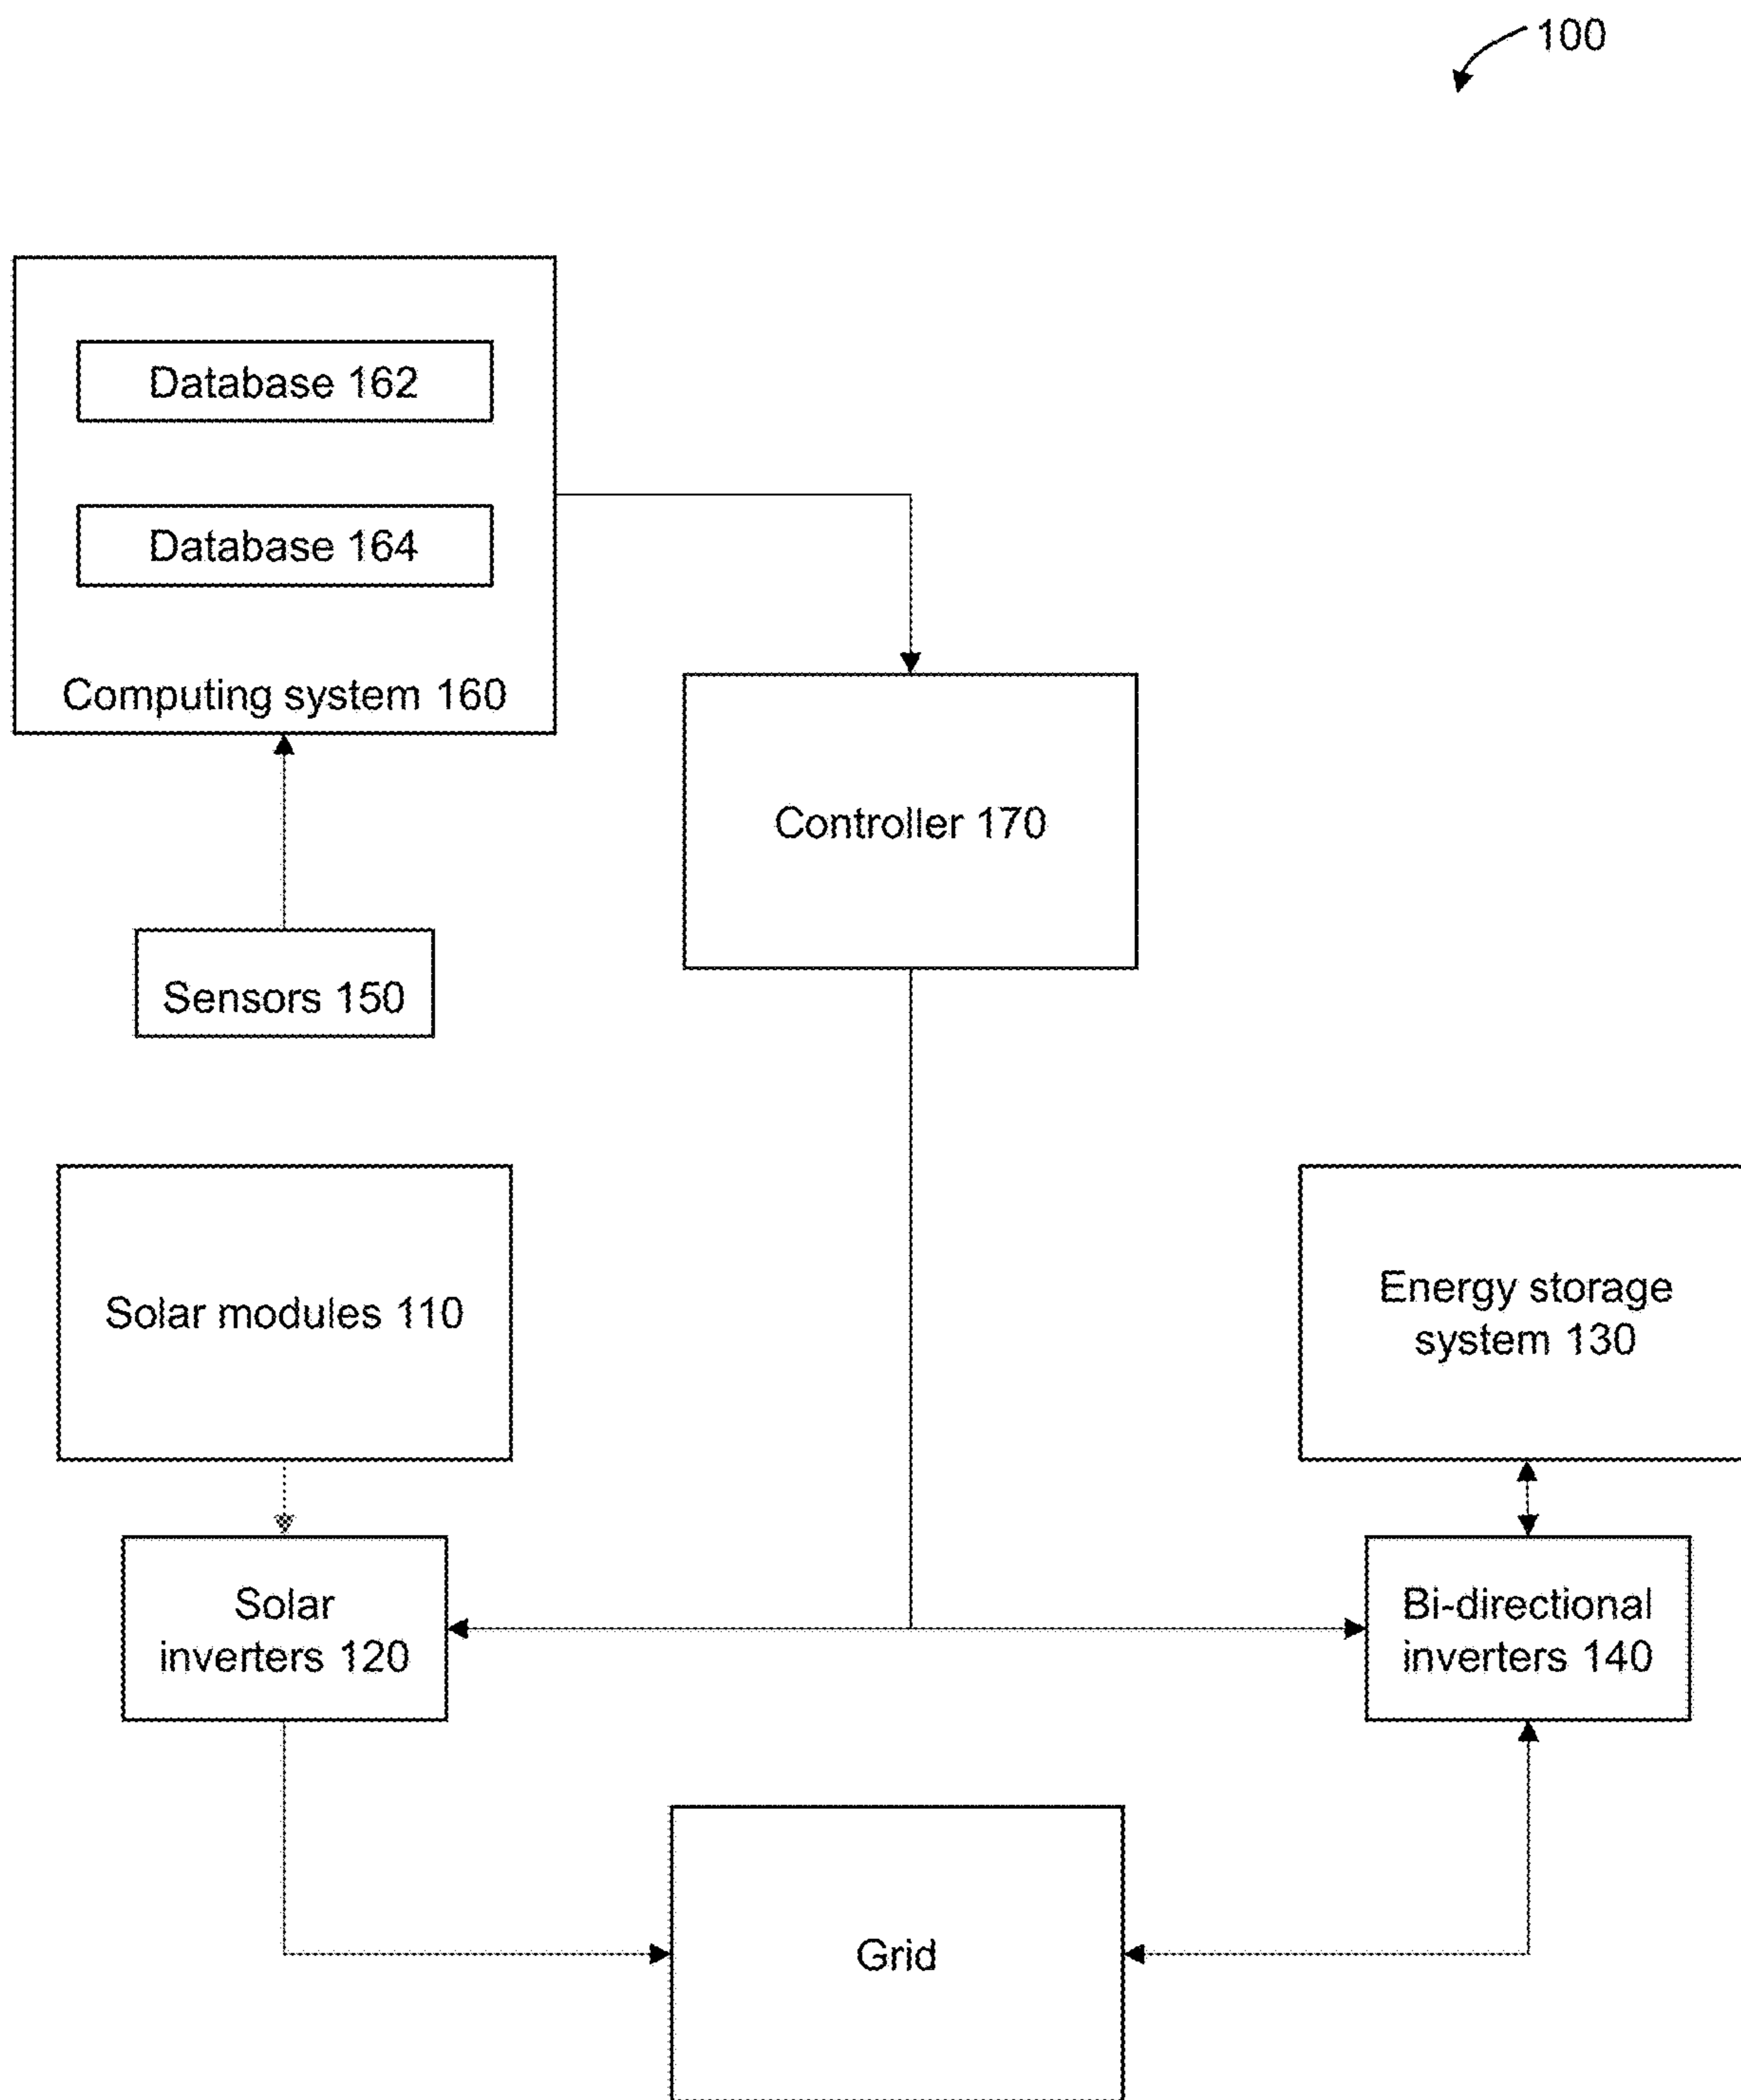 100
Database 162
Database 164
Computing system 160
Controller 170
Sensors 150
Solar modules 110
Energy storage
system 130
Solar
inverters 120
Bi-directional
inverters 140
Grid